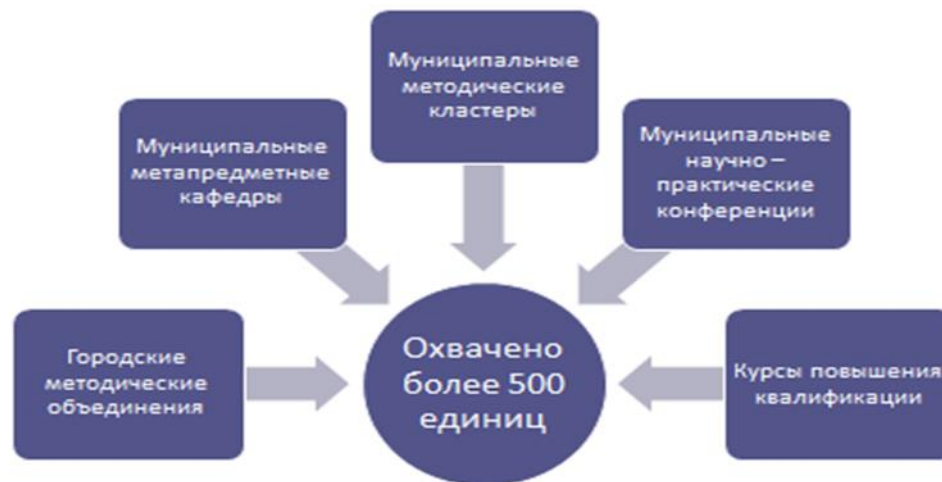 Муниципальные
методические
кластеры
Муниципальные
метапредметные
кафедры
Муниципальные
научно –
практические
конференции
Городские
методические
объединения
Охвачено
более 500
единиц
Курсы повышения
квалификации